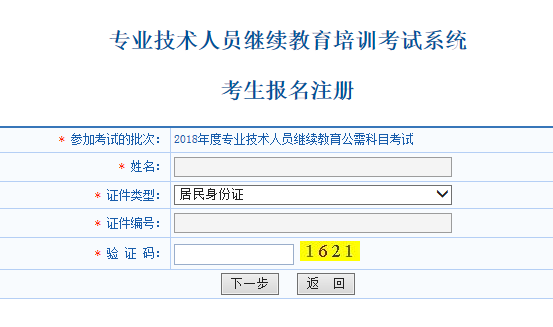 专业技术人员继续教育培训考试系统
考生报名注册
* 参加考试的批次： 2018年度专业技术人员继续教育公需科目考试
* 姓名：
* 证件类型： 居民身份证
* 证件编号：
* 验 证 码： 1621
下一步 返 回